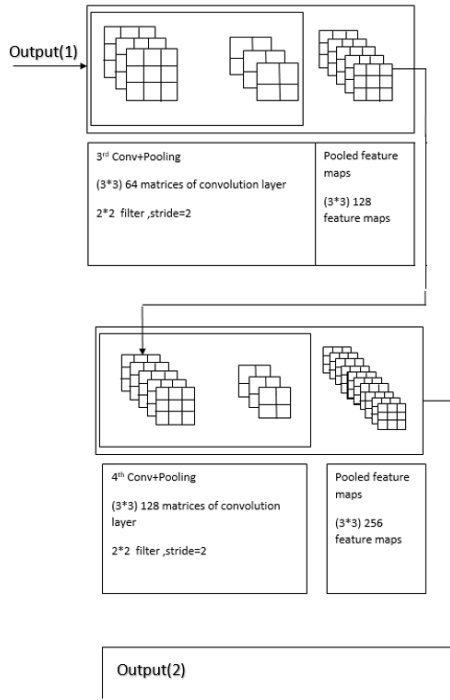 Output(1)
3rd Conv+Pooling
(3*3) 64 matrices of convolution layer
2*2 filter ,stride=2
Pooled feature
maps
(3*3) 128
feature maps
4th Conv+Pooling
(3*3) 128 matrices of convolution
layer
2*2 filter ,stride=2
Pooled feature
maps
(3*3) 256
feature maps
Output(2)